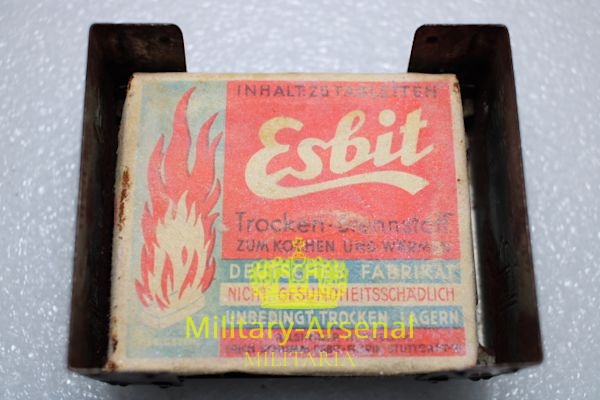 INHALT: 20 TABLETTEN
Esbit
Trocken-Brennstoff
ZUM KOCHEN UND WÄRMEN
DEUTSCHES FABRIKAT
NICHT GESUNDHEITSSCHÄDLICH
UNBEDINGT TROCKEN LAGERN
Military-Arsenal
MILITARIA
STUTTGART